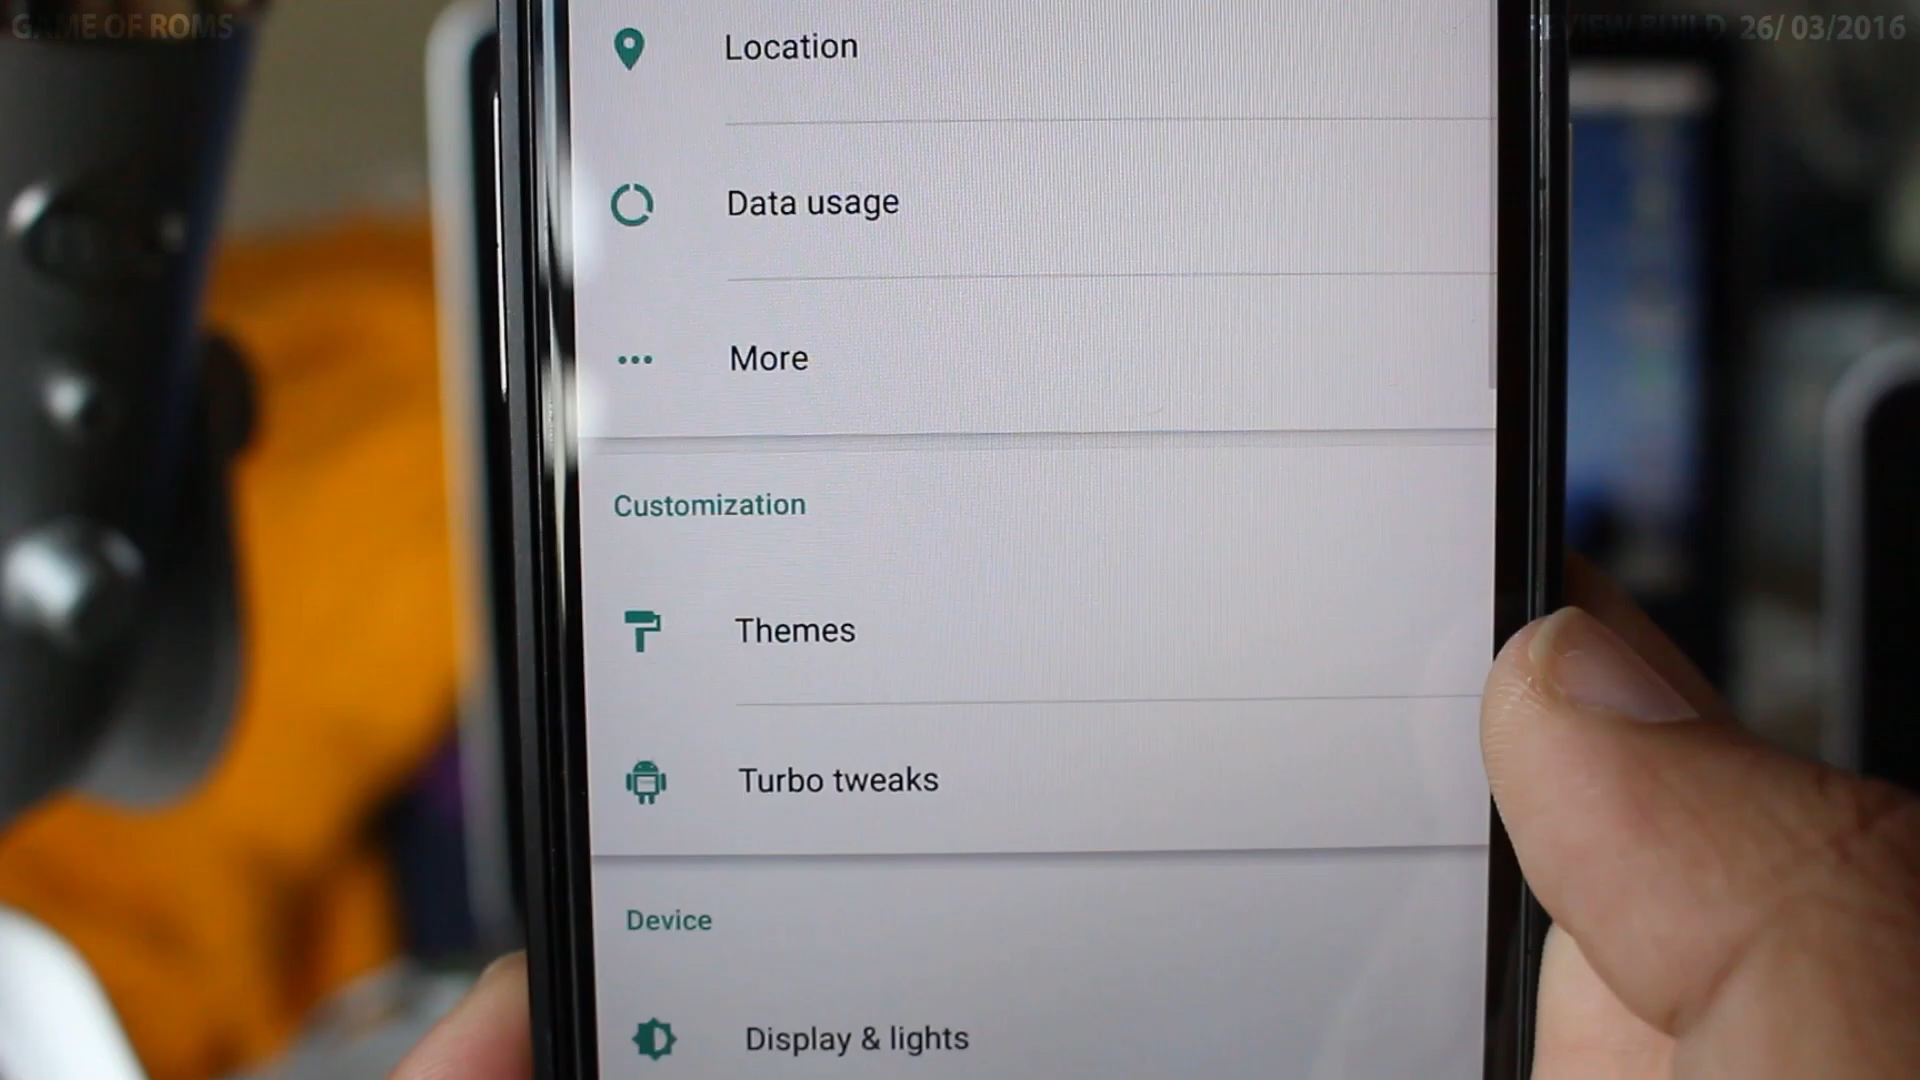 GAME OF ROMS
REVIEW BUILD 26/ 03/2016
Location
Data usage
More
Customization
Themes
Turbo tweaks
Device
Display & lights